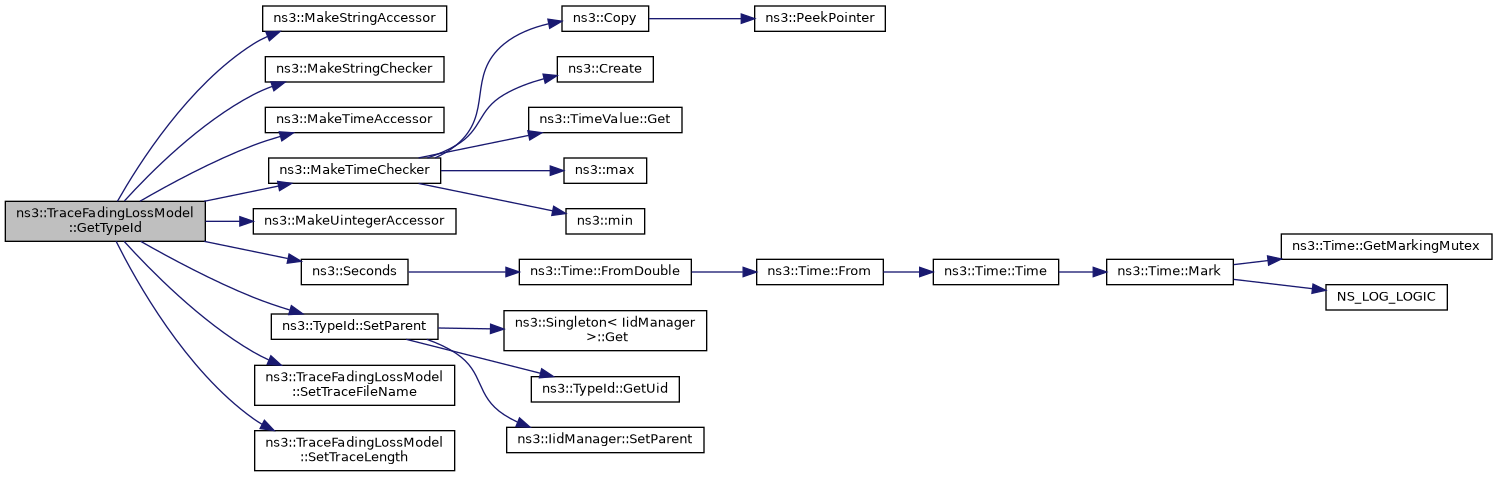 ns3::TraceFadingLossModel
::GetTypeId
ns3::MakeStringAccessor
ns3::MakeStringChecker
ns3::MakeTimeAccessor
ns3::MakeTimeChecker
ns3::MakeUintegerAccessor
ns3::Seconds
ns3::TypeId::SetParent
ns3::TraceFadingLossModel
::SetTraceFileName
ns3::TraceFadingLossModel
::SetTraceLength
ns3::Copy
ns3::Create
ns3::TimeValue::Get
ns3::max
ns3::min
ns3::Time::FromDouble
ns3::Singleton< IidManager
>::Get
ns3::TypeId::GetUid
ns3::IidManager::SetParent
ns3::PeekPointer
ns3::Time::From
ns3::Time::Time
ns3::Time::Mark
ns3::Time::GetMarkingMutex
NS_LOG_LOGIC